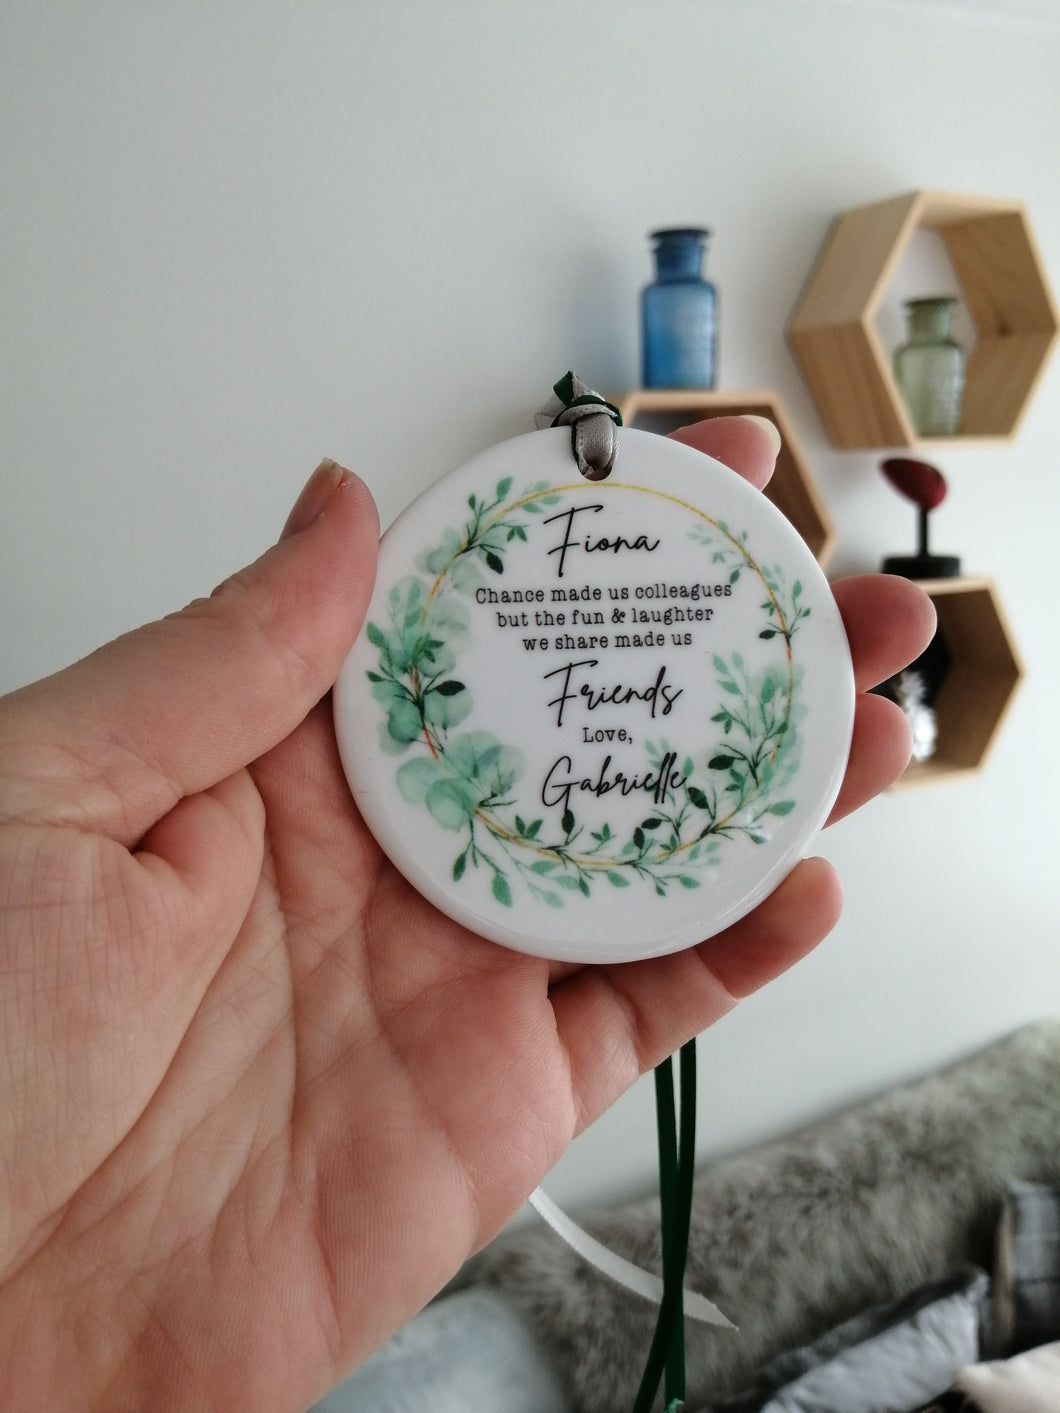 Fiona
Chance made us colleagues
but the fun & laughter
we share made us
Friends
Love,
Gabrielle